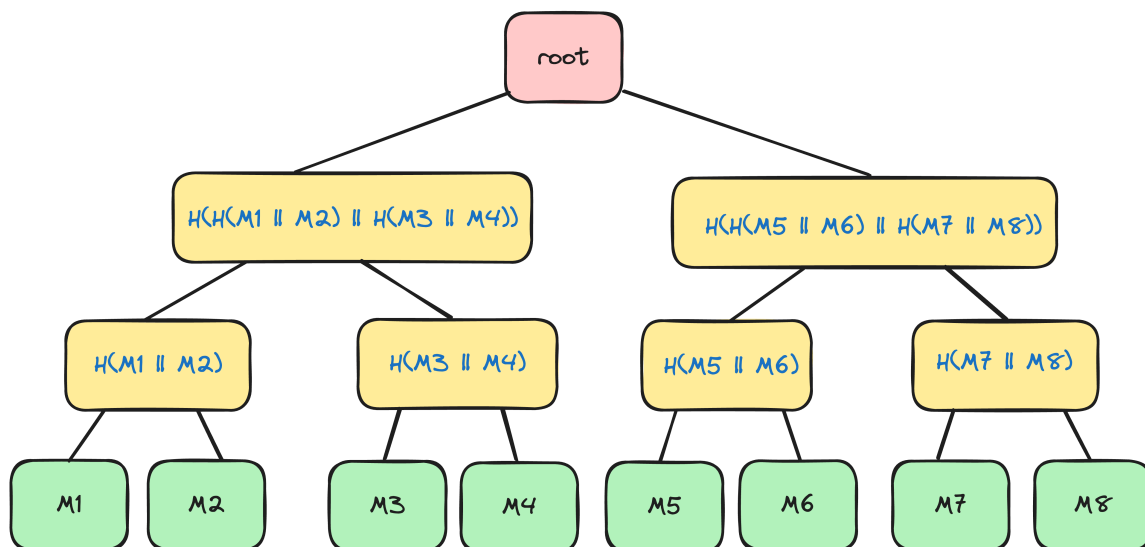 root
H(H(M1 || M2) || H(M3 || M4))
H(H(M5 || M6) || H(M7 || M8))
H(M1 || M2)
H(M3 || M4)
H(M5 || M6)
H(M7 || M8)
M1
M2
M3
M4
M5
M6
M7
M8